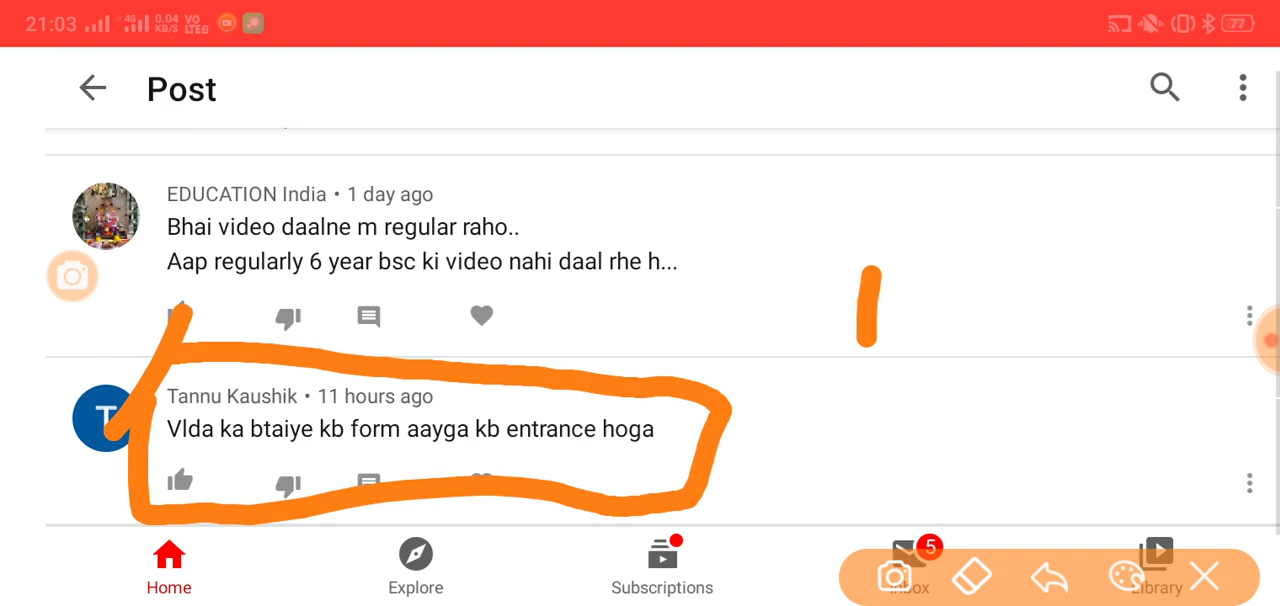 21:03 4G 0.04 KB/S VO LTE 77
Post
EDUCATION India • 1 day ago
Bhai video daalne m regular raho..
Aap regularly 6 year bsc ki video nahi daal rhe h...
T
Tannu Kaushik • 11 hours ago
Vlda ka btaiye kb form aayga kb entrance hoga
5
Home Explore Subscriptions Inbox Library